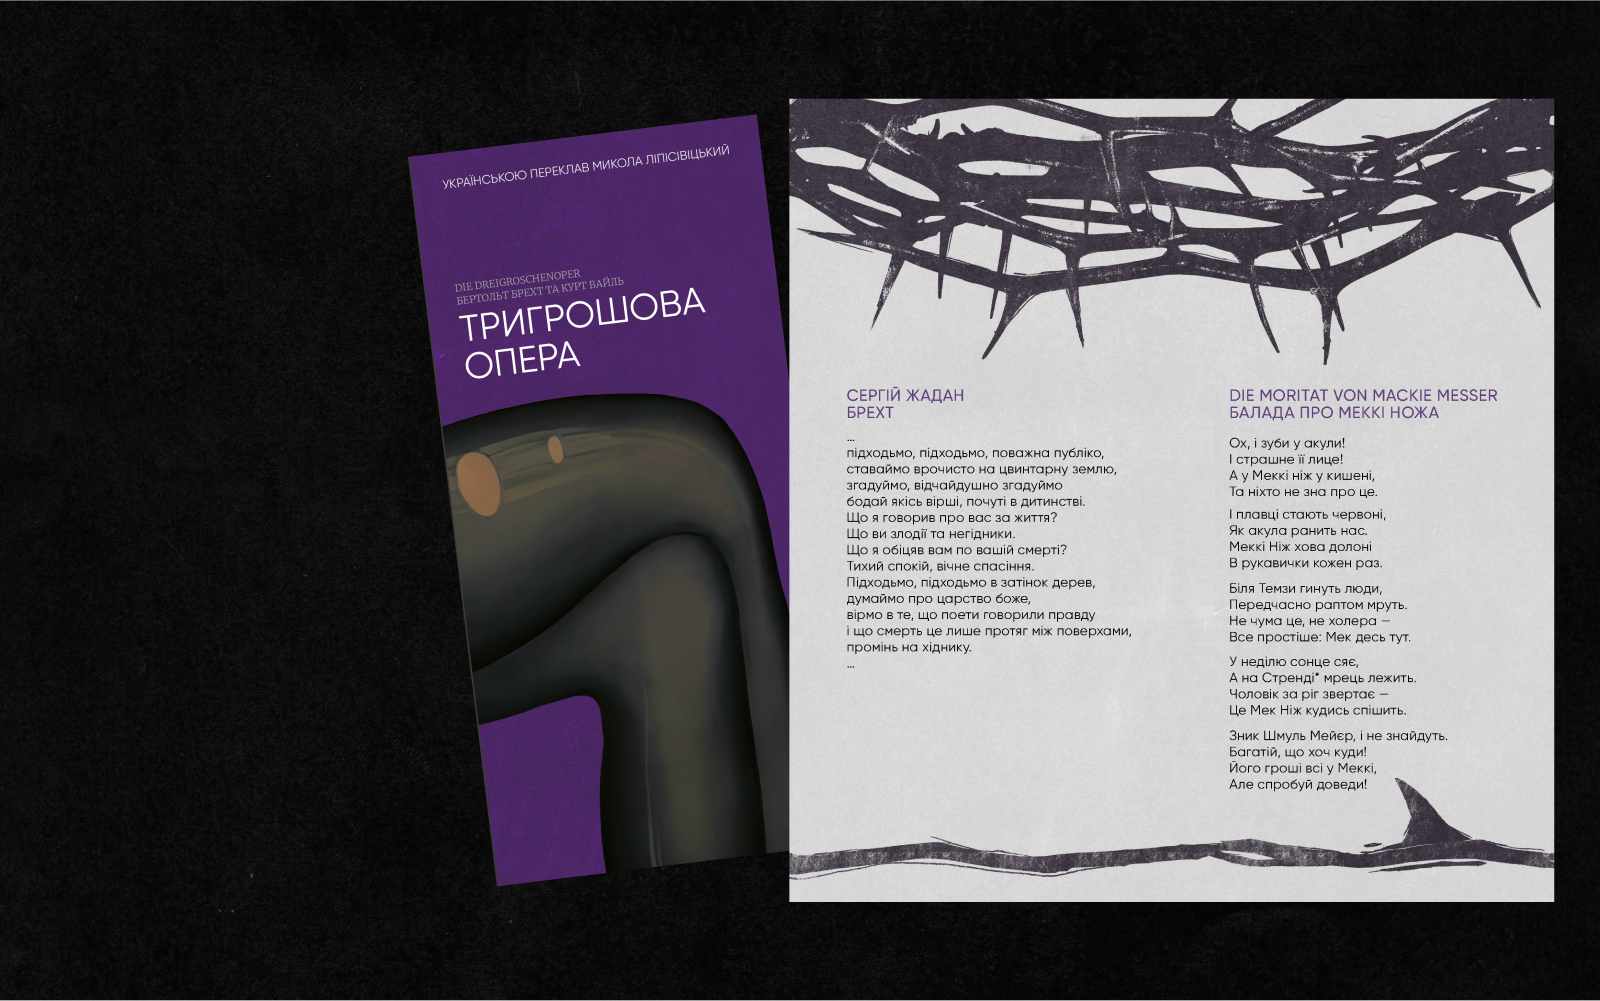 УКРАЇНСЬКОЮ ПЕРЕКЛАВ МИКОЛА ЛІПІСІВІЦЬКИЙ
DIE DREIGROSCHENOPER
БЕРТОЛЬТ БРЕХТ ТА КУРТ ВАЙЛЬ
ТРИГРОШОВА
ОПЕРА
СЕРГІЙ ЖАДАН
БРЕХТ
...
підходьмо, підходьмо, поважна публіко,
ставаймо врочисто на цвинтарну землю,
згадуймо, відчайдушно згадуймо
бодай якісь вірші, почуті в дитинстві.
Що я говорив про вас за життя?
Що ви злодії та негідники.
Що я обіцяв вам по вашій смерті?
Тихий спокій, вічне спасіння.
Підходьмо, підходьмо в затінок дерев,
думаймо про царство боже,
вірмо в те, що поети говорили правду
і що смерть це лише протяг між поверхами,
промінь на хіднику.
...
DIE MORITAT VON MACKIE MESSER
БАЛАДА ПРО МЕККІ НОЖА
Ох, і зуби у акули!
І страшне її лице!
А у Меккі ніж у кишені,
Та ніхто не зна про це.
І плавці стають червоні,
Як акула ранить нас.
Меккі Ніж хова долоні
В рукавички кожен раз.
Біля Темзи гинуть люди,
Передчасно раптом мруть.
Не чума це, не холера —
Все простіше: Мек десь тут.
У неділю сонце сяє,
А на Стренді* мрець лежить.
Чоловік за ріг звертає —
Це Мек Ніж кудись спішить.
Зник Шмуль Мейєр, і не знайдуть.
Багатій, що хоч куди!
Його гроші всі у Меккі,
Але спробуй доведи!